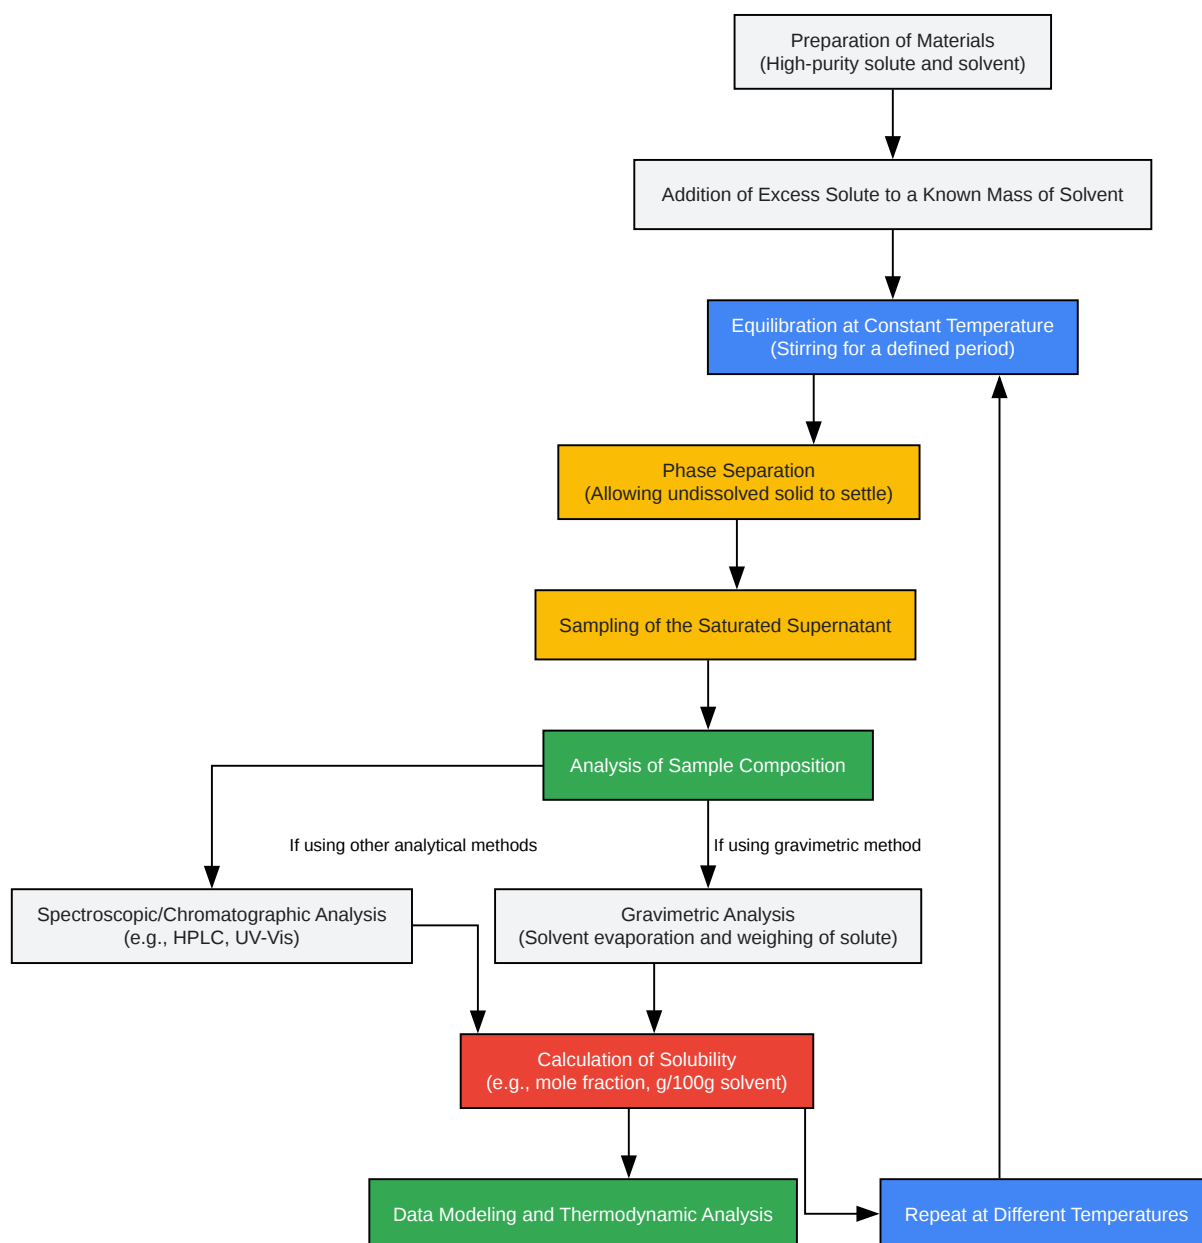 Preparation of Materials
(High-purity solute and solvent)
Addition of Excess Solute to a Known Mass of Solvent
Equilibration at Constant Temperature
(Stirring for a defined period)
Phase Separation
(Allowing undissolved solid to settle)
Sampling of the Saturated Supernatant
Analysis of Sample Composition
If using other analytical methods
If using gravimetric method
Spectroscopic/Chromatographic Analysis
(e.g., HPLC, UV-Vis)
Gravimetric Analysis
(Solvent evaporation and weighing of solute)
Calculation of Solubility
(e.g., mole fraction, g/100g solvent)
Data Modeling and Thermodynamic Analysis
Repeat at Different Temperatures